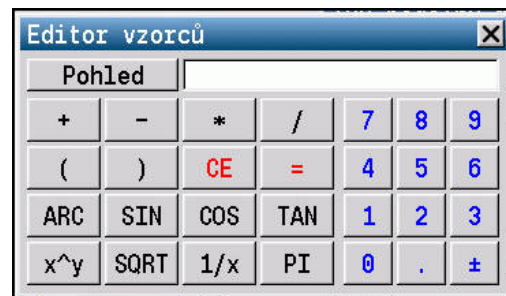 Editor vzorců
Pohled
+ - * / 7 8 9
( ) CE = 4 5 6
ARC SIN COS TAN 1 2 3
x^y SQRT 1/x PI 0 . ±